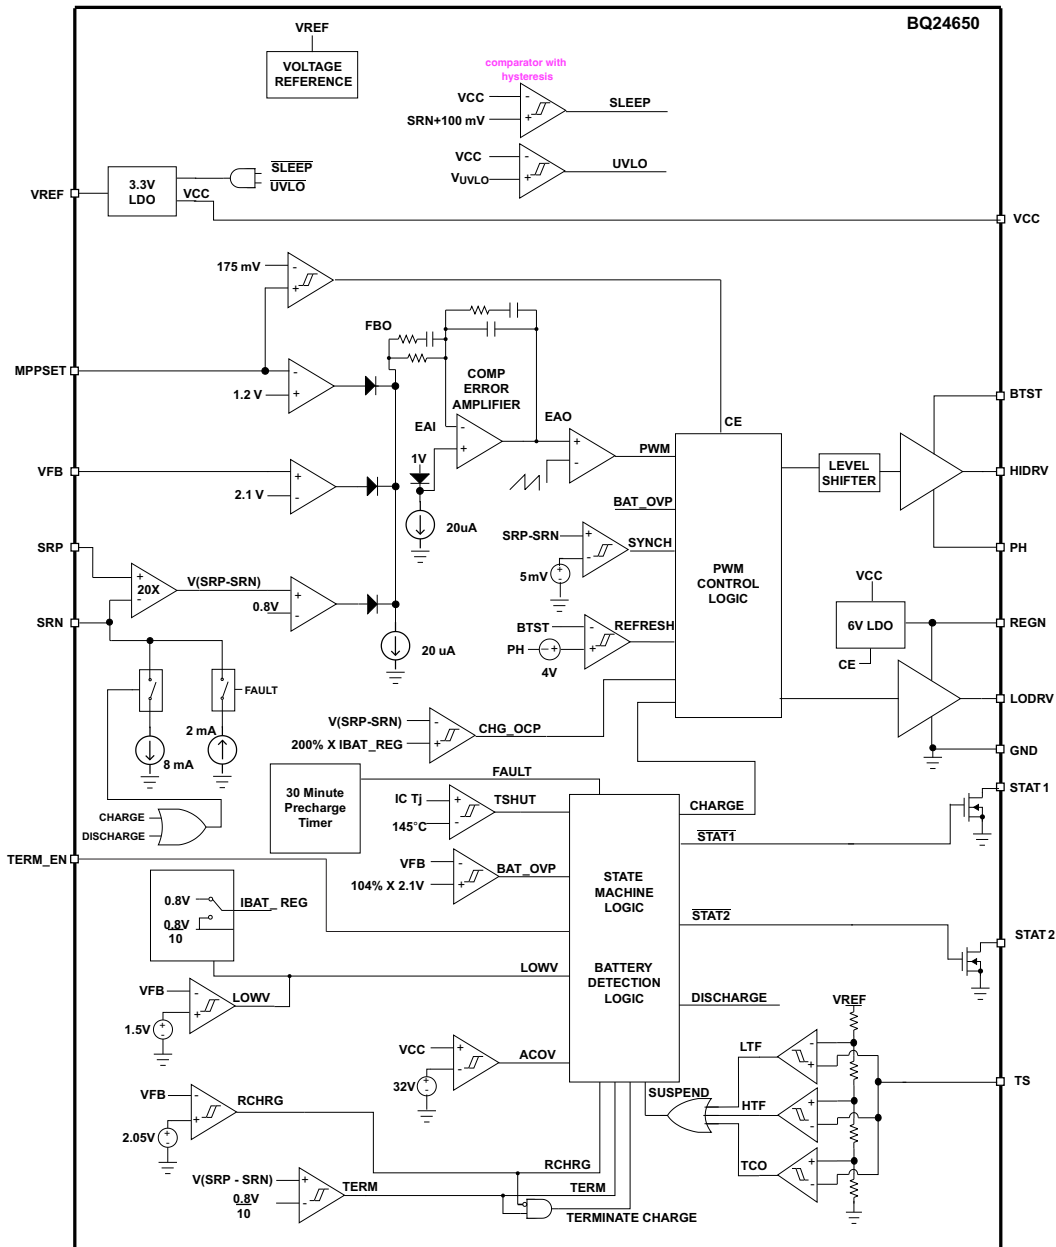 BQ24650
VREF
VOLTAGE
REFERENCE
comparator with
hysteresis
VCC
-
SRN+100 mV
+
SLEEP
VCC
-
VUVLO
+
UVLO
VREF
3.3V
LDO
SLEEP
UVLO
VCC
VCC
175 mV
-
+
MPPSET
-
1.2 V
+
FBO
COMP
ERROR
AMPLIFIER
EAI
-
+
1V
20uA
EAO
+
-
PWM
CE
VFB
+
2.1 V
-
BTST
LEVEL
SHIFTER
HIDRV
PH
BAT_OVP
SRP-SRN
+
-
SYNCH
5mV
+
-
PWM
CONTROL
LOGIC
SRP
+
20X
-
SRN
V(SRP-SRN)
+
0.8V
-
20 uA
BTST
-
REFRESH
PH
- +
+
4V
VCC
6V LDO
CE
REGN
LODRV
GND
FAULT
2 mA
8 mA
V(SRP-SRN)
-
CHG_OCP
200% X IBAT_REG
+
CHARGE
DISCHARGE
30 Minute
Precharge
Timer
FAULT
IC Tj
+
TSHUT
145°C
-
CHARGE
STAT1
STAT1
TERM_EN
VFB
-
BAT_OVP
104% X 2.1V
+
STATE
MACHINE
LOGIC
BATTERY
DETECTION
LOGIC
0.8V
IBAT_ REG
0.8V
10
STAT2
STAT 2
LOWV
VFB
-
LOWV
+
1.5V
+
-
DISCHARGE
VREF
VCC
+
ACOV
-
32V
+
-
LTF
-
+
TS
SUSPEND
HTF
+
-
TCO
+
-
VFB
-
RCHRG
+
2.05V
+
-
RCHRG
V(SRP - SRN)
+
TERM
0.8V
10
-
TERM
TERMINATE CHARGE